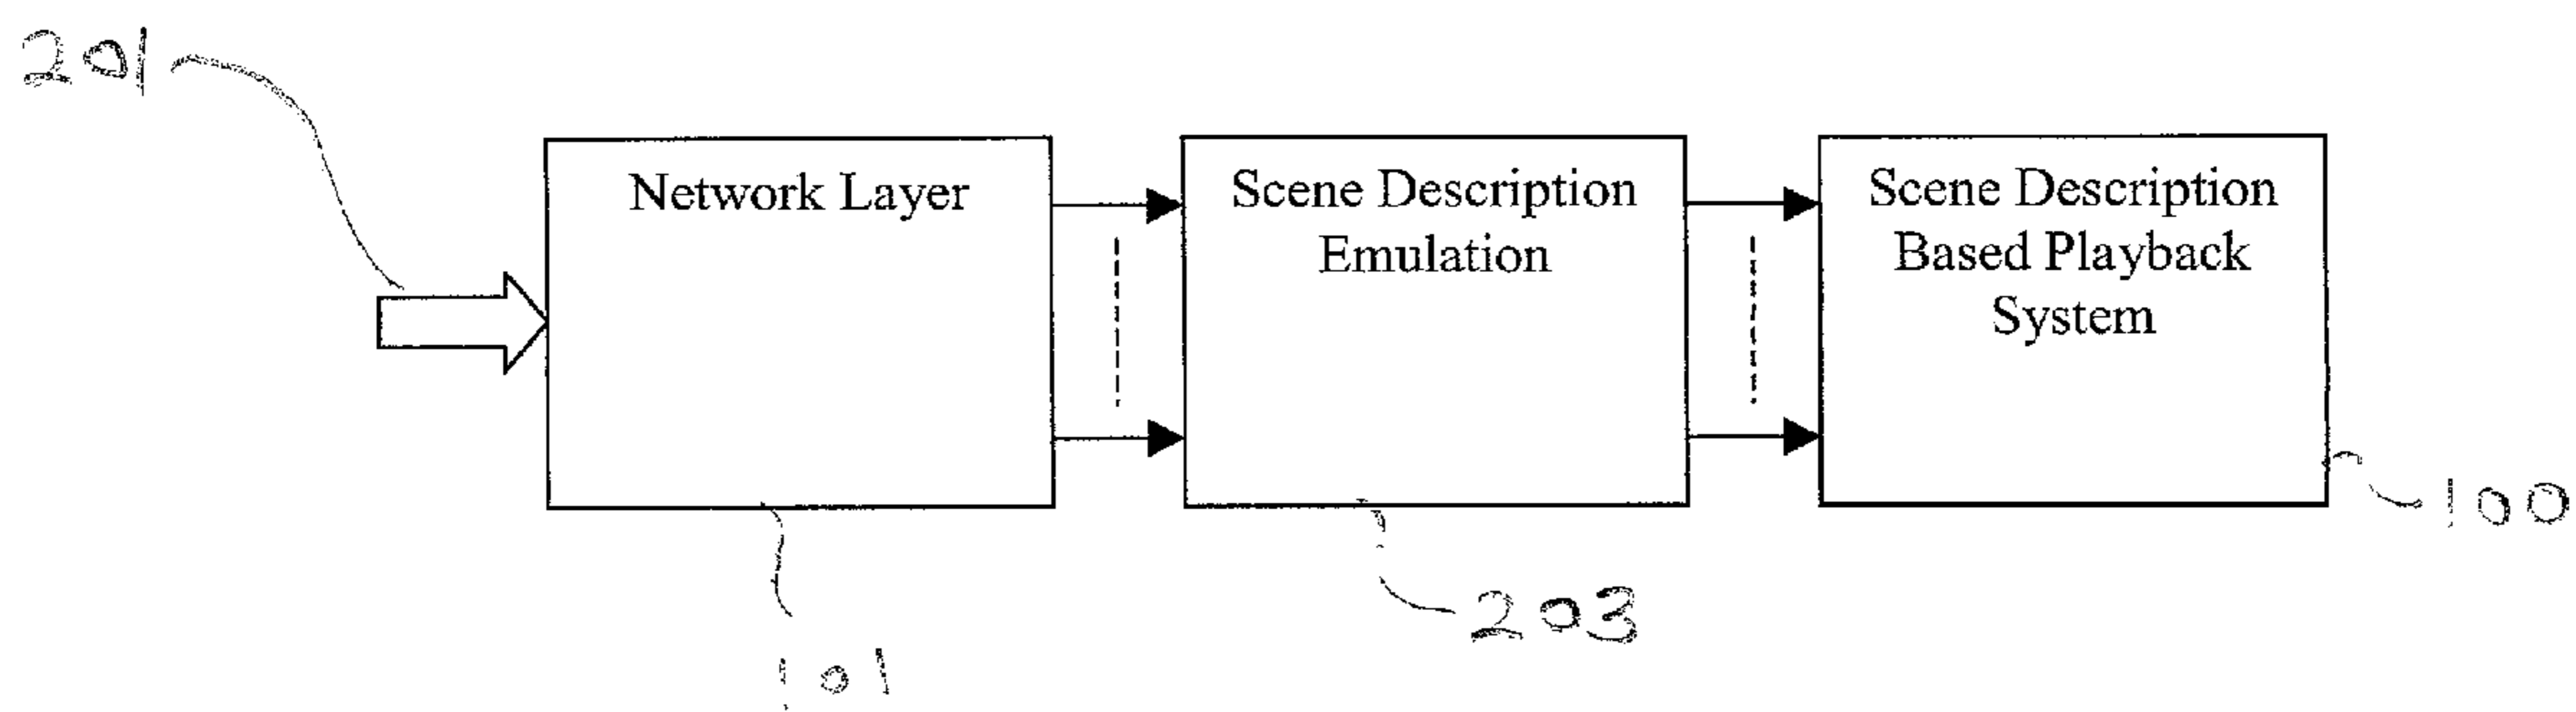 201
Network Layer
Scene Description
Emulation
Scene Description
Based Playback
System
100
203
101